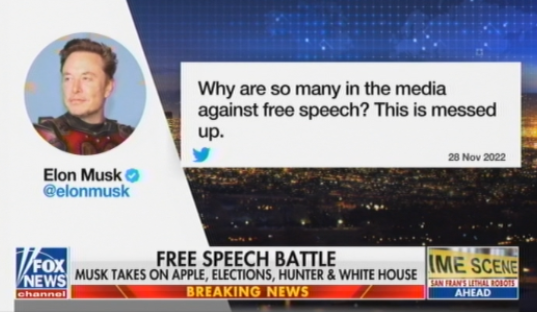 Why are so many in the media
against free speech? This is messed
up.
28 Nov 2022
Elon Musk
@elonmusk
FOX
NEWS
channel
FREE SPEECH BATTLE
MUSK TAKES ON APPLE, ELECTIONS, HUNTER & WHITE HOUSE
BREAKING NEWS
IME SCENE
SAN FRAN'S LETHAL ROBOTS
AHEAD